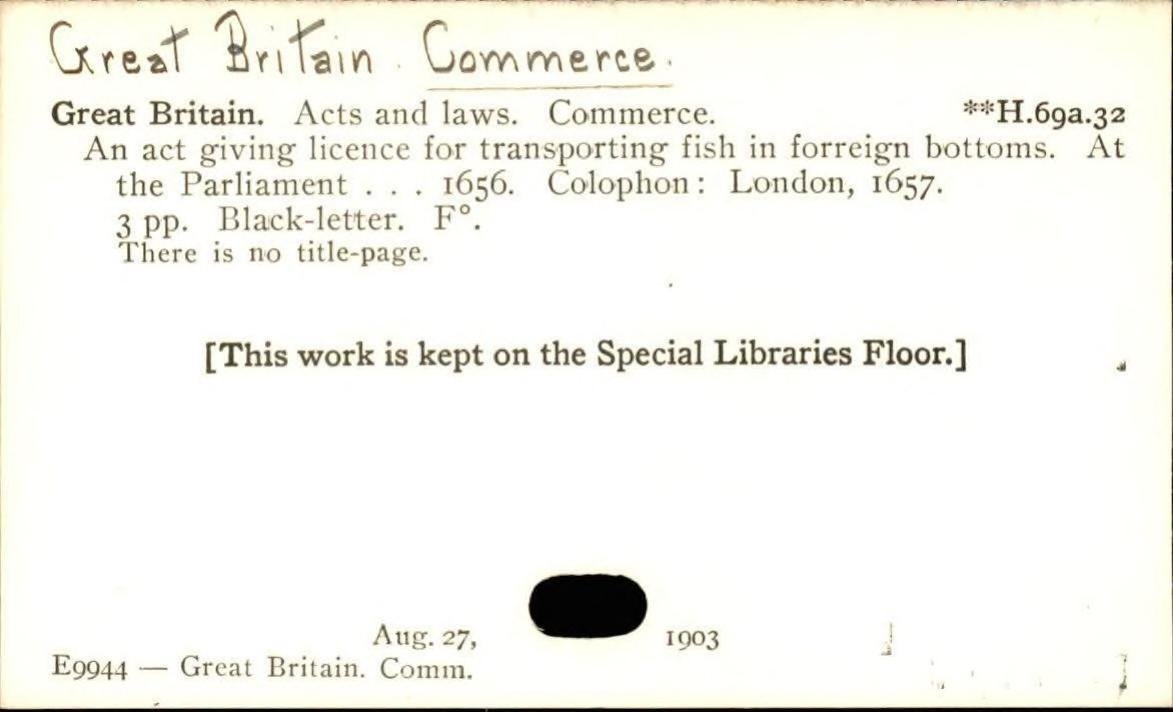 Great Britain. Commerce.
Great Britain. Acts and laws. Commerce. **H.69a.32
An act giving licence for transporting fish in forreign bottoms. At
the Parliament . . . 1656. Colophon: London, 1657.
3 pp. Black-letter. F°.
There is no title-page.
[This work is kept on the Special Libraries Floor.]
Aug. 27, 1903
E9944 — Great Britain. Comm.